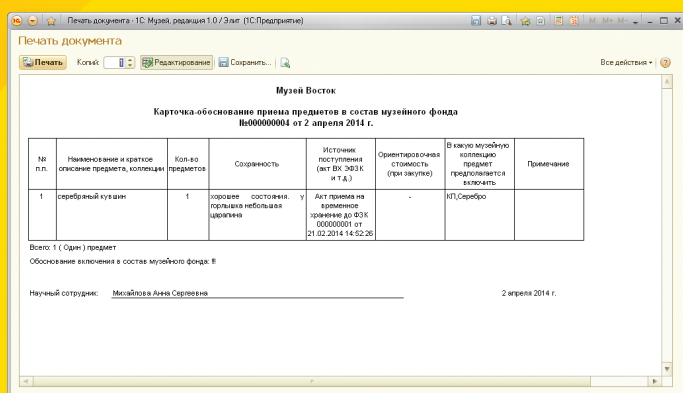 Печать документа - 1С: Музей, редакция 1.0 / Элит (1С:Предприятие)
M M+ M-
Печать документа
Печать Копий: 1 Редактирование Сохранить... Все действия
Музей Восток
Карточка-обоснование приема предметов в состав музейного фонда
№000000004 от 2 апреля 2014 г.
№ п.п.
Наименование и краткое описание предмета, коллекции
Кол-во предметов
Сохранность
Источник поступления (акт ВХ ЭФЗК и т.д.)
Ориентировочная стоимость (при закупке)
В какую музейную коллекцию предмет предполагается включить
Примечание
1
серебряный кувшин
1
хорошее состояния. у горлышка небольшая царапина
Акт приема на временное хранение до ФЗК 000000001 от 21.02.2014 14:52:26
-
КП,Серебро
Всего: 1 ( Один ) предмет
Обоснование включения в состав музейного фонда: !!!
Научный сотрудник: Михайлова Анна Сергеевна 2 апреля 2014 г.